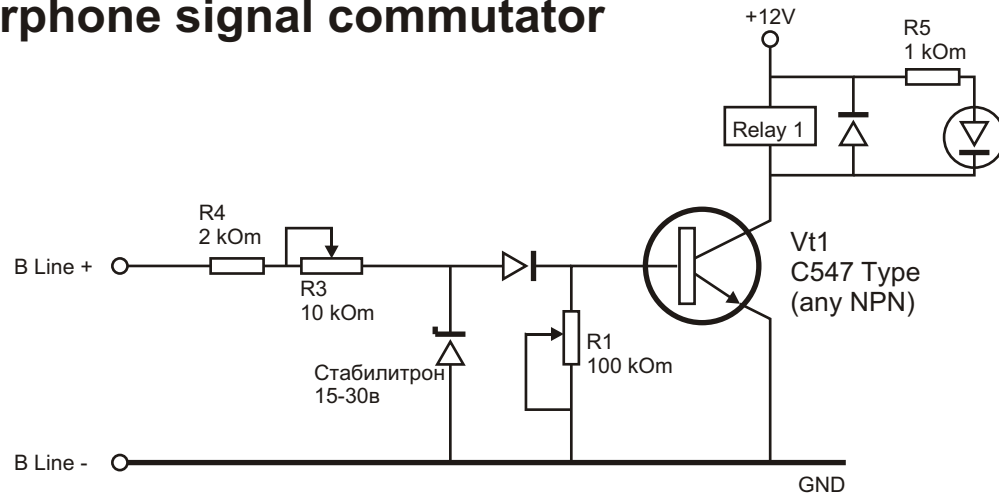 rphone signal commutator
+12V
R5
1 kOm
Relay 1
R4
2 kOm
B Line +
R3
10 kOm
Vt1
C547 Type
(any NPN)
R1
100 kOm
Стабилитрон
15-30в
B Line -
GND